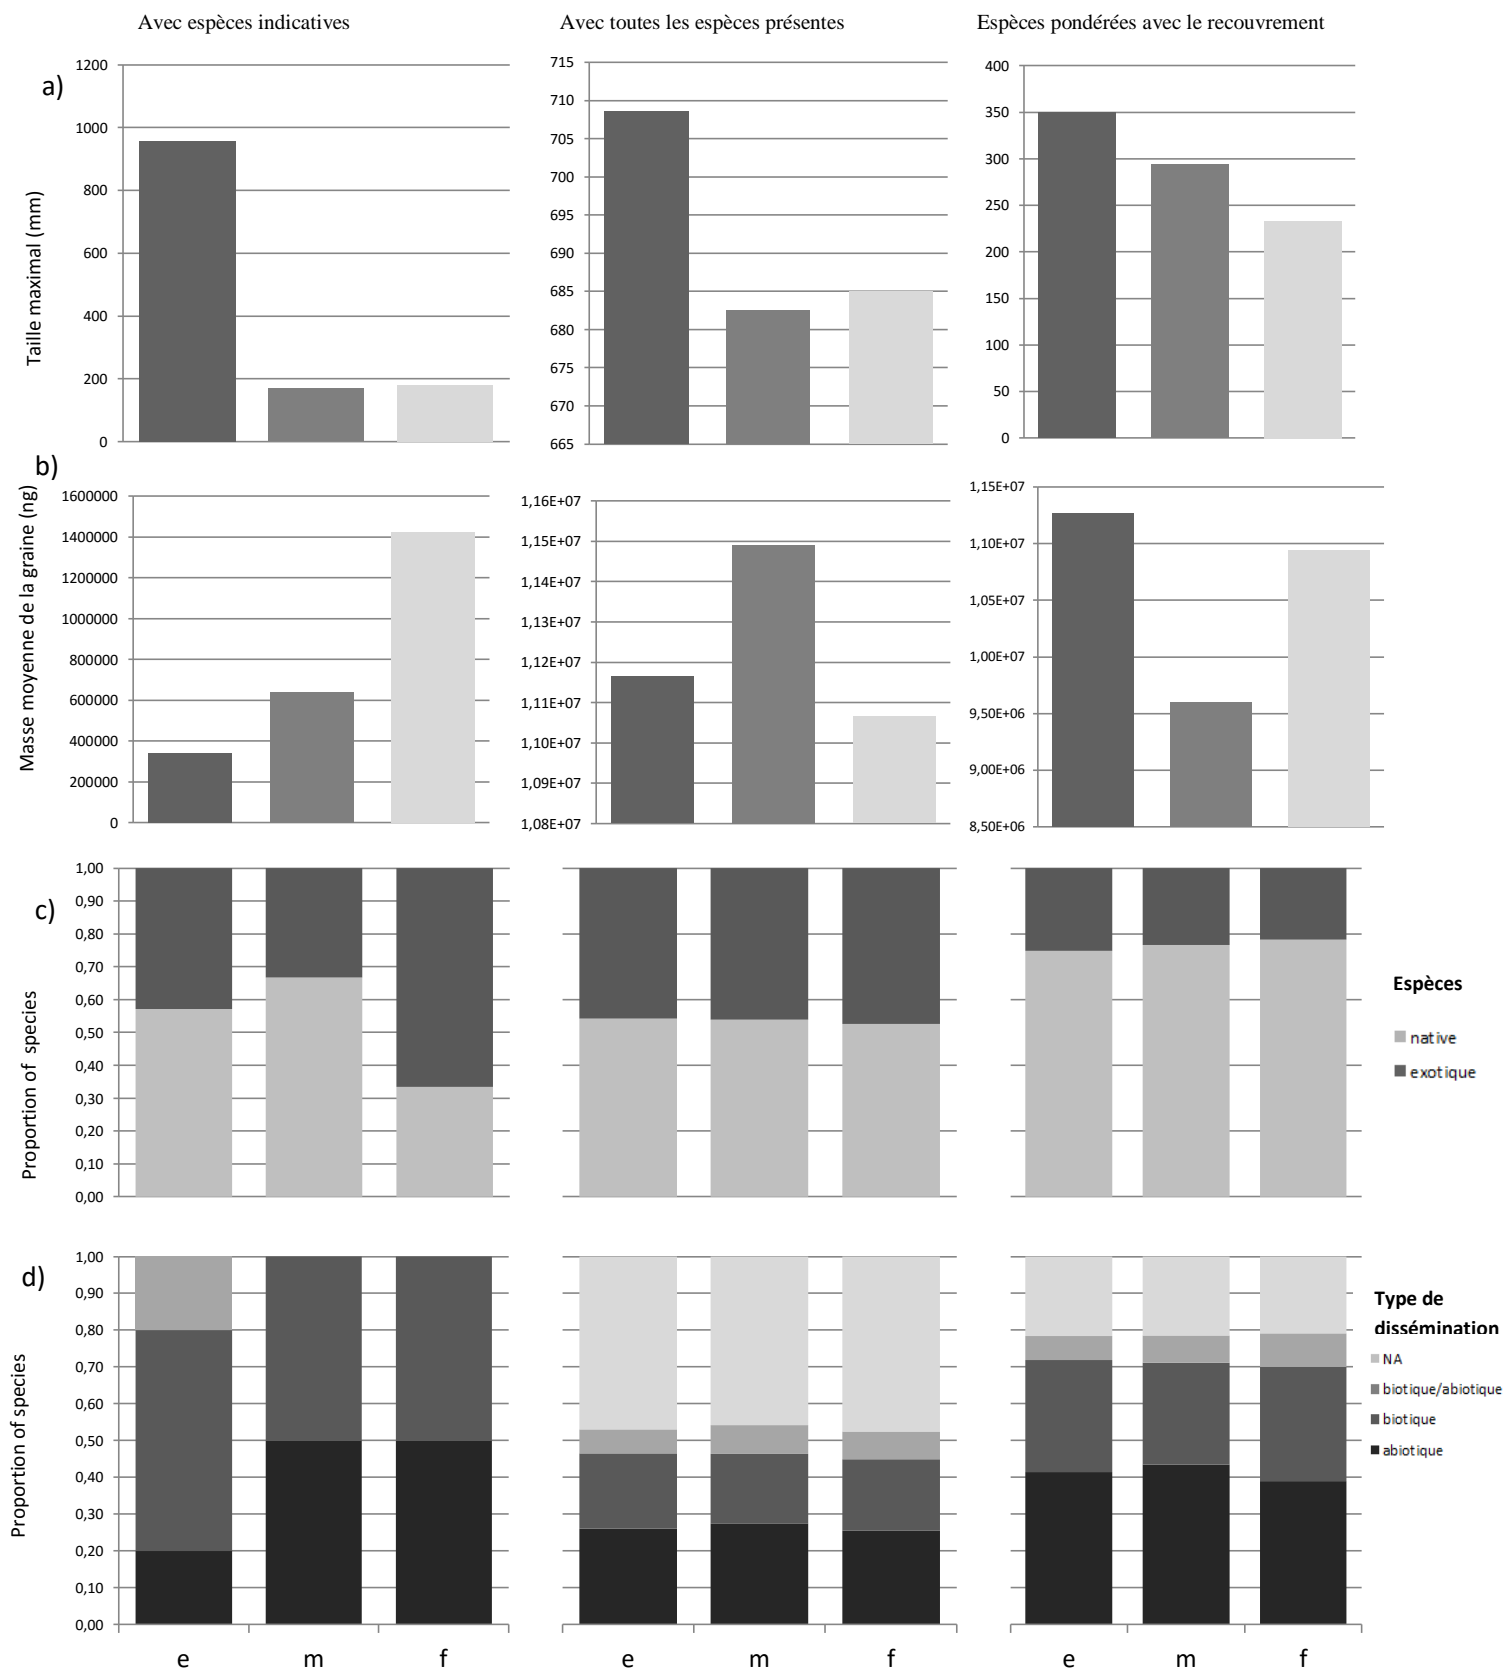 Avec espèces indicatives
Avec toutes les espèces présentes
Espèces pondérées avec le recouvrement
a)
Taille maximal (mm)
1200
1000
800
600
400
200
0
715
710
705
700
695
690
685
680
675
670
665
400
350
300
250
200
150
100
50
0
b)
Masse moyenne de la graine (ng)
1600000
1400000
1200000
1000000
800000
600000
400000
200000
0
1,16E+07
1,15E+07
1,14E+07
1,13E+07
1,12E+07
1,11E+07
1,10E+07
1,09E+07
1,08E+07
1,15E+07
1,10E+07
1,05E+07
1,00E+07
9,50E+06
9,00E+06
8,50E+06
c)
Proportion of species
1,00
0,90
0,80
0,70
0,60
0,50
0,40
0,30
0,20
0,10
0,00
Espèces
native
exotique
d)
Proportion of species
1,00
0,90
0,80
0,70
0,60
0,50
0,40
0,30
0,20
0,10
0,00
Type de
dissémination
NA
biotique/abiotique
biotique
abiotique
e m f
e m f
e m f